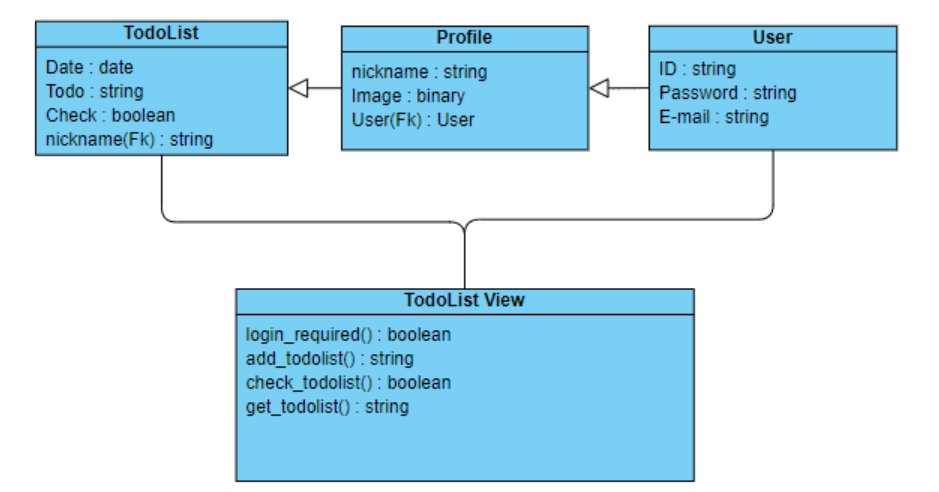 TodoList
Date : date
Todo : string
Check : boolean
nickname(Fk) : string
Profile
nickname : string
Image : binary
User(Fk) : User
User
ID : string
Password : string
E-mail : string
TodoList View
login_required() : boolean
add_todolist() : string
check_todolist() : boolean
get_todolist() : string